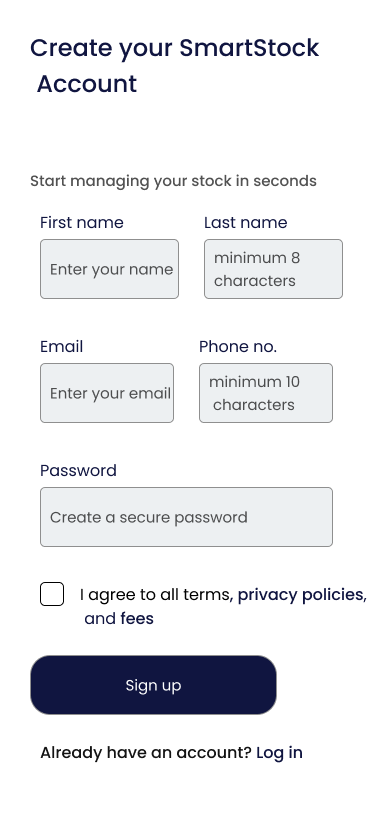 Create your SmartStock
Account
Start managing your stock in seconds
First name
Last name
Enter your name
minimum 8
characters
Email
Phone no.
Enter your email
minimum 10
characters
Password
Create a secure password
I agree to all terms, privacy policies,
and fees
Sign up
Already have an account? Log in